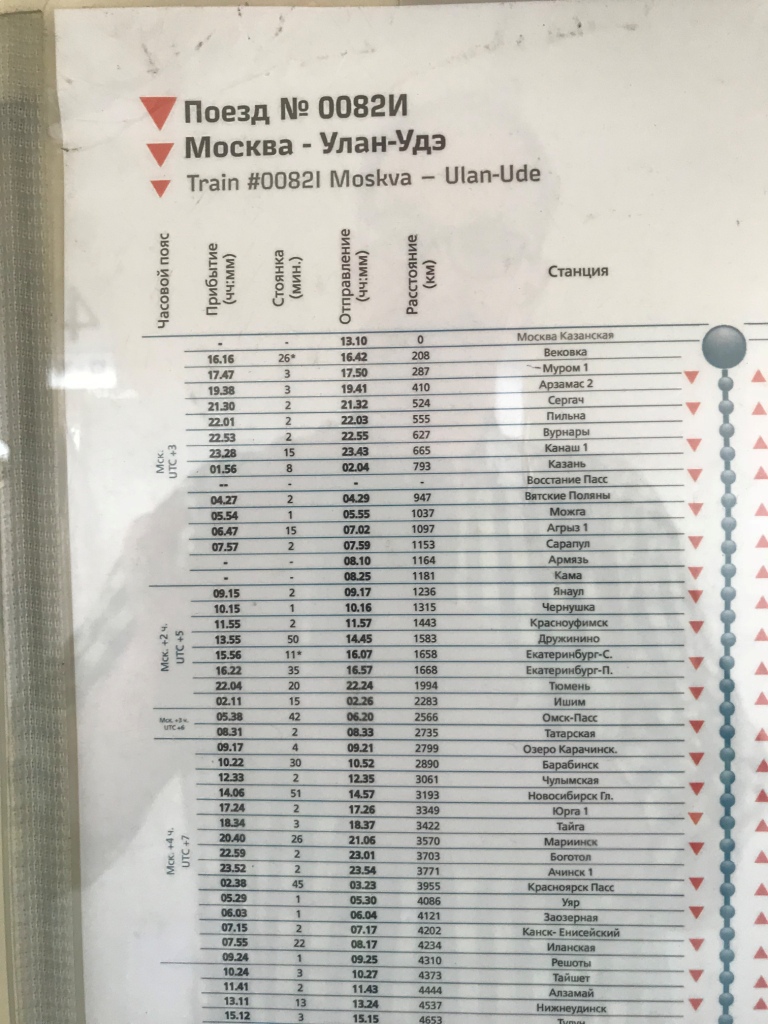 Поезд № 0082И
Москва - Улан-Удэ
Train #0082I Moskva – Ulan-Ude
Часовой пояс Прибытие (чч:мм) Стоянка (мин.) Отправление (чч:мм) Расстояние (км) Станция
Мск. UTC +3
- - 13.10 0 Москва Казанская
16.16 26* 16.42 208 Вековка
17.47 3 17.50 287 Муром 1
19.38 3 19.41 410 Арзамас 2
21.30 2 21.32 524 Сергач
22.01 2 22.03 555 Пильна
22.53 2 22.55 627 Вурнары
23.28 15 23.43 665 Канаш 1
01.56 8 02.04 793 Казань
-- - - - Восстание Пасс
04.27 2 04.29 947 Вятские Поляны
05.54 1 05.55 1037 Можга
06.47 15 07.02 1097 Агрыз 1
07.57 2 07.59 1153 Сарапул
- - 08.10 1164 Армязь
- - 08.25 1181 Кама
Мск. +2 ч. UTC +5
09.15 2 09.17 1236 Янаул
10.15 1 10.16 1315 Чернушка
11.55 2 11.57 1443 Красноуфимск
13.55 50 14.45 1583 Дружинино
15.56 11* 16.07 1658 Екатеринбург-С.
16.22 35 16.57 1668 Екатеринбург-П.
22.04 20 22.24 1994 Тюмень
02.11 15 02.26 2283 Ишим
Мск. +3 ч. UTC +6
05.38 42 06.20 2566 Омск-Пасс
08.31 2 08.33 2735 Татарская
Мск. +4 ч. UTC +7
09.17 4 09.21 2799 Озеро Карачинск.
10.22 30 10.52 2890 Барабинск
12.33 2 12.35 3061 Чулымская
14.06 51 14.57 3193 Новосибирск Гл.
17.24 2 17.26 3349 Юрга 1
18.34 3 18.37 3422 Тайга
20.40 26 21.06 3570 Мариинск
22.59 2 23.01 3703 Боготол
23.52 2 23.54 3771 Ачинск 1
02.38 45 03.23 3955 Красноярск Пасс
05.29 1 05.30 4086 Уяр
06.03 1 06.04 4121 Заозерная
07.15 2 07.17 4202 Канск- Енисейский
07.55 22 08.17 4234 Иланская
09.24 1 09.25 4310 Решоты
10.24 3 10.27 4373 Тайшет
11.41 2 11.43 4444 Алзамай
13.11 13 13.24 4537 Нижнеудинск
15.12 3 15.15 4653